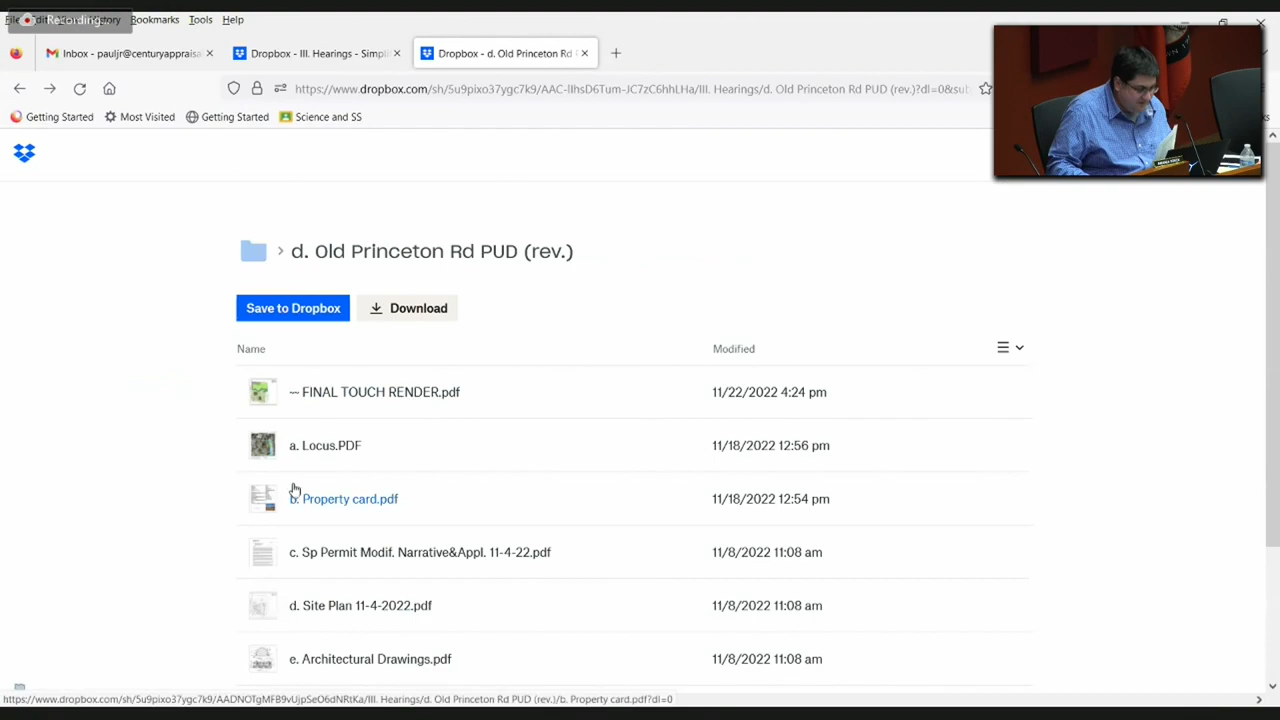 Recording...
File Edit History Bookmarks Tools Help
Inbox - pauljr@centuryappraisa
Dropbox - III. Hearings - Simpli
Dropbox - d. Old Princeton Rd
https://www.dropbox.com/sh/5u9pixo37ygc7k9/AAC-lIhsD6Tum-JC7zC6hhLHa/III. Hearings/d. Old Princeton Rd PUD (rev.)?dl=0&su
Getting Started Most Visited Getting Started Science and SS
d. Old Princeton Rd PUD (rev.)
Save to Dropbox Download
Name Modified
-- FINAL TOUCH RENDER.pdf 11/22/2022 4:24 pm
a. Locus.PDF 11/18/2022 12:56 pm
b. Property card.pdf 11/18/2022 12:54 pm
c. Sp Permit Modif. Narrative&Appl. 11-4-22.pdf 11/8/2022 11:08 am
d. Site Plan 11-4-2022.pdf 11/8/2022 11:08 am
e. Architectural Drawings.pdf 11/8/2022 11:08 am
https://www.dropbox.com/sh/5u9pixo37ygc7k9/AADNOTgMFB9vUjpSeO6dNRtKa/III. Hearings/d. Old Princeton Rd PUD (rev.)/b. Property card.pdf?dl=0